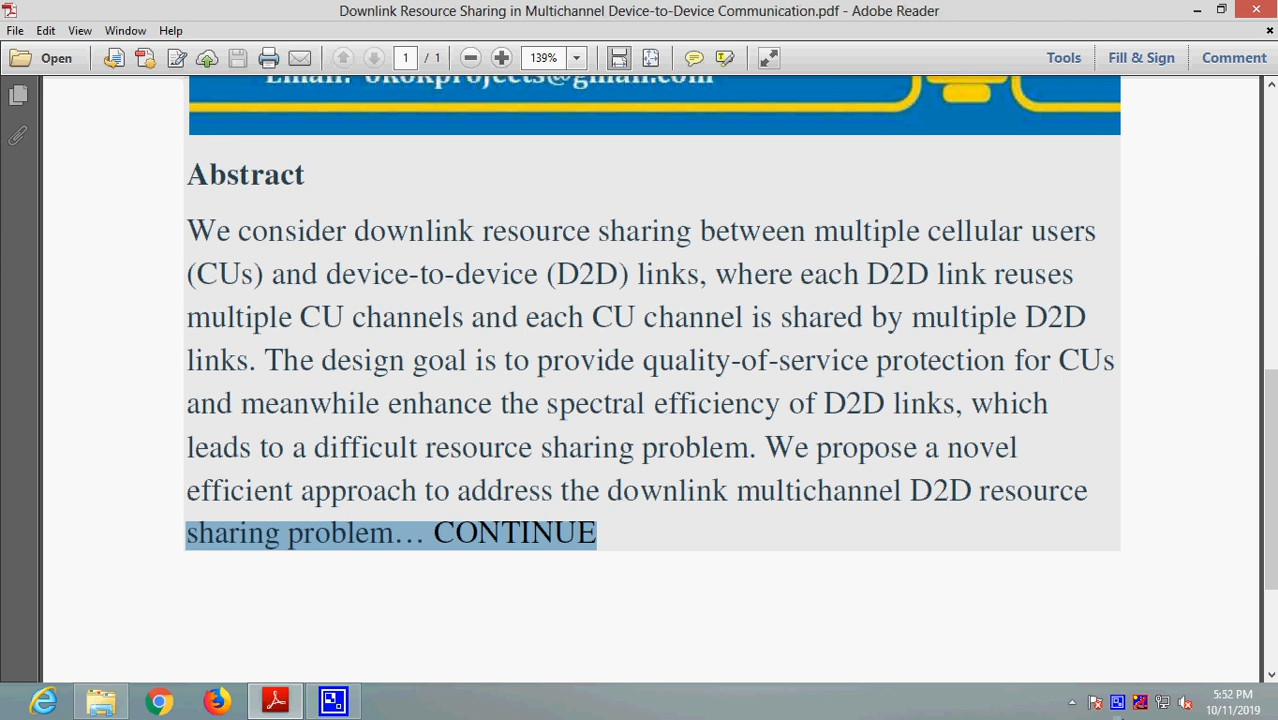 Downlink Resource Sharing in Multichannel Device-to-Device Communication.pdf - Adobe Reader
File Edit View Window Help
Open 1 / 1 139% Tools Fill & Sign Comment
Email: okokprojects@gmail.com
Abstract
We consider downlink resource sharing between multiple cellular users
(CUs) and device-to-device (D2D) links, where each D2D link reuses
multiple CU channels and each CU channel is shared by multiple D2D
links. The design goal is to provide quality-of-service protection for CUs
and meanwhile enhance the spectral efficiency of D2D links, which
leads to a difficult resource sharing problem. We propose a novel
efficient approach to address the downlink multichannel D2D resource
sharing problem… CONTINUE
5:52 PM
10/11/2019